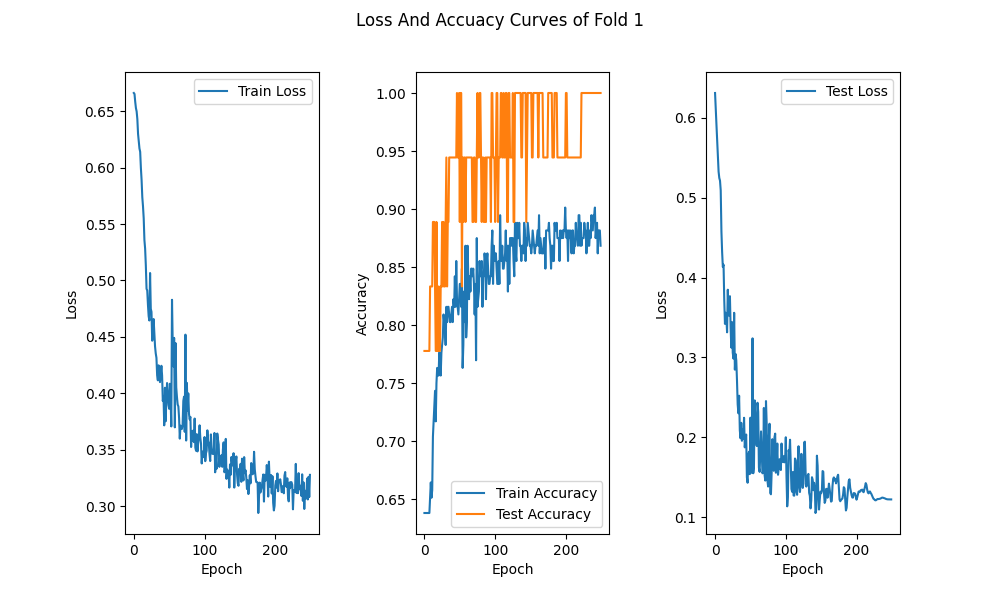 Loss And Accuacy Curves of Fold 1
Train Loss
0.65
0.60
0.55
0.50
0.45
0.40
0.35
0.30
Loss
0
100
200
Epoch
1.00
0.95
0.90
0.85
0.80
0.75
0.70
0.65
Accuracy
Train Accuracy
Test Accuracy
0
100
200
Epoch
Test Loss
0.6
0.5
0.4
0.3
0.2
0.1
Loss
0
100
200
Epoch